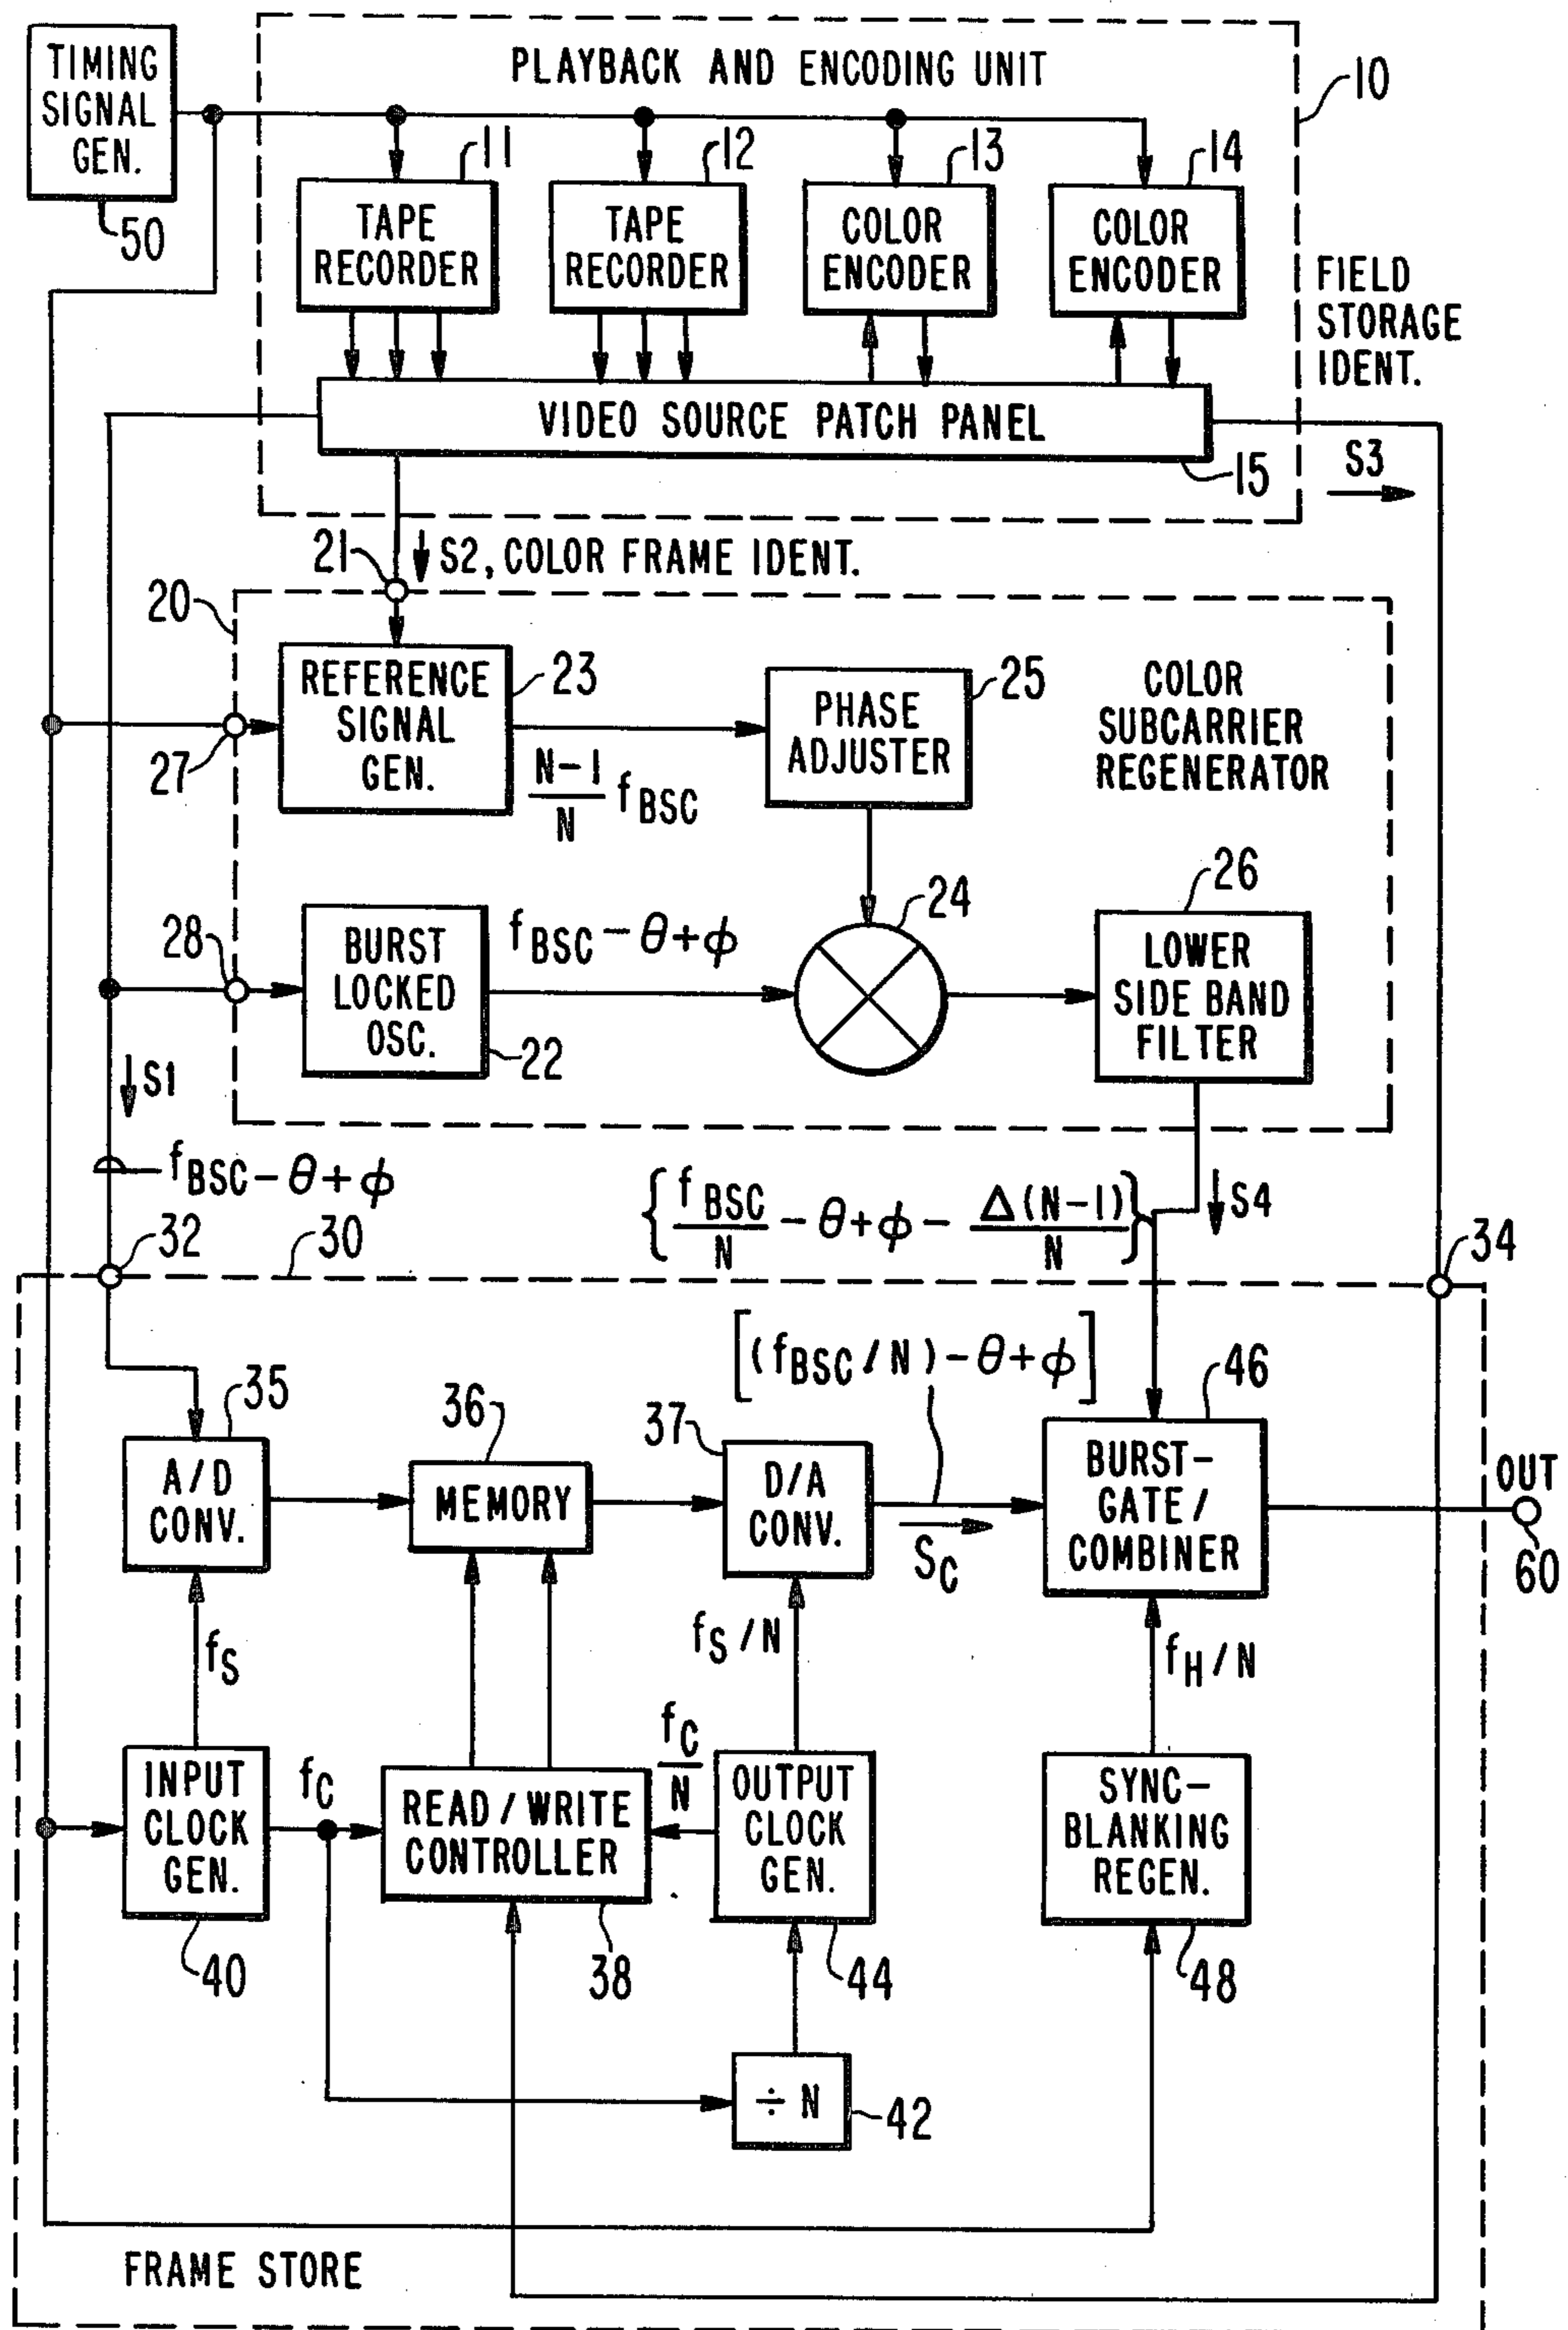 TIMING
SIGNAL
GEN.
50
PLAYBACK AND ENCODING UNIT
10
11
12
13
14
TAPE
RECORDER
TAPE
RECORDER
COLOR
ENCODER
COLOR
ENCODER
FIELD
STORAGE
IDENT.
VIDEO SOURCE PATCH PANEL
15
S3
21
S2, COLOR FRAME IDENT.
20
REFERENCE
SIGNAL
GEN.
23
27
N-1/N fBSC
PHASE
ADJUSTER
25
COLOR
SUBCARRIER
REGENERATOR
28
BURST
LOCKED
OSC.
22
fBSC-θ+ϕ
24
26
LOWER
SIDE BAND
FILTER
S1
fBSC-θ+ϕ
{fBSC/N -θ+ϕ- Δ(N-1)/N}
S4
32
30
34
[(fBSC/N)-θ+ϕ]
35
A/D
CONV.
36
MEMORY
37
D/A
CONV.
SC
46
BURST-
GATE/
COMBINER
OUT
60
fS
fS/N
fH/N
INPUT
CLOCK
GEN.
40
fC
READ/WRITE
CONTROLLER
38
fC/N
OUTPUT
CLOCK
GEN.
44
SYNC-
BLANKING
REGEN.
48
÷ N
42
FRAME STORE